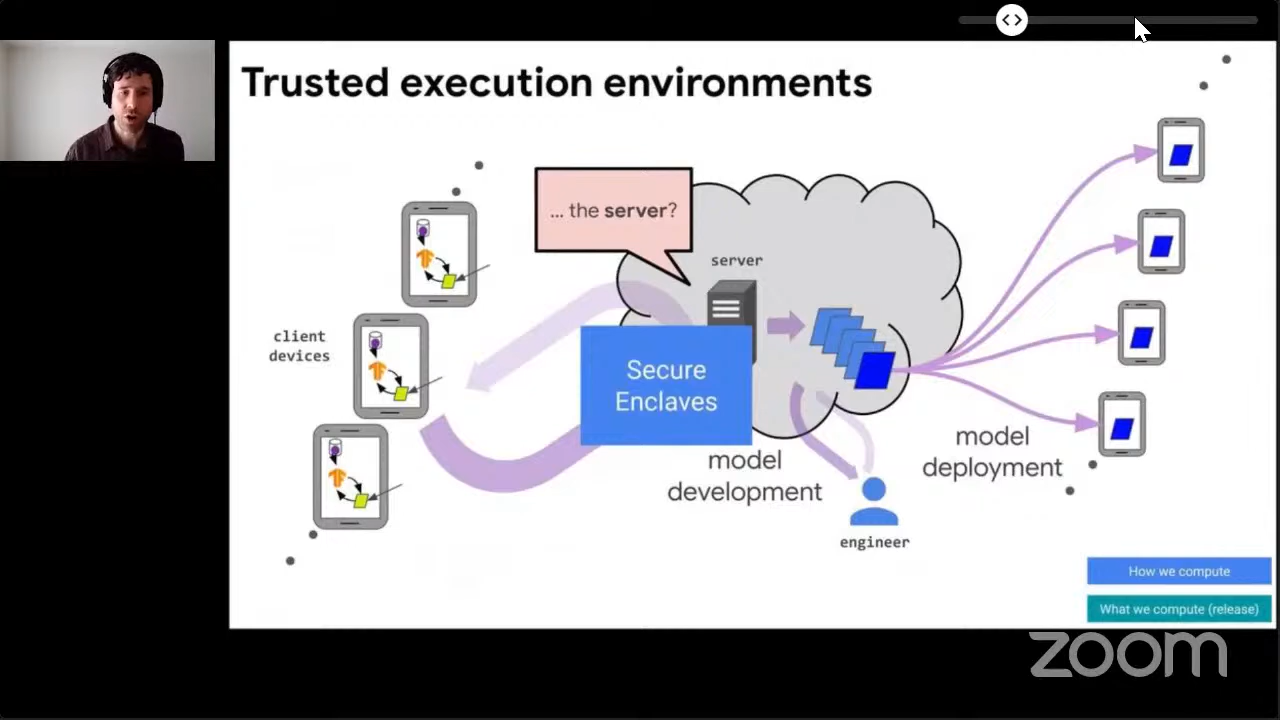 Trusted execution environments
... the server?
server
client
devices
Secure
Enclaves
model
development
model
deployment
engineer
How we compute
What we compute (release)
zoom